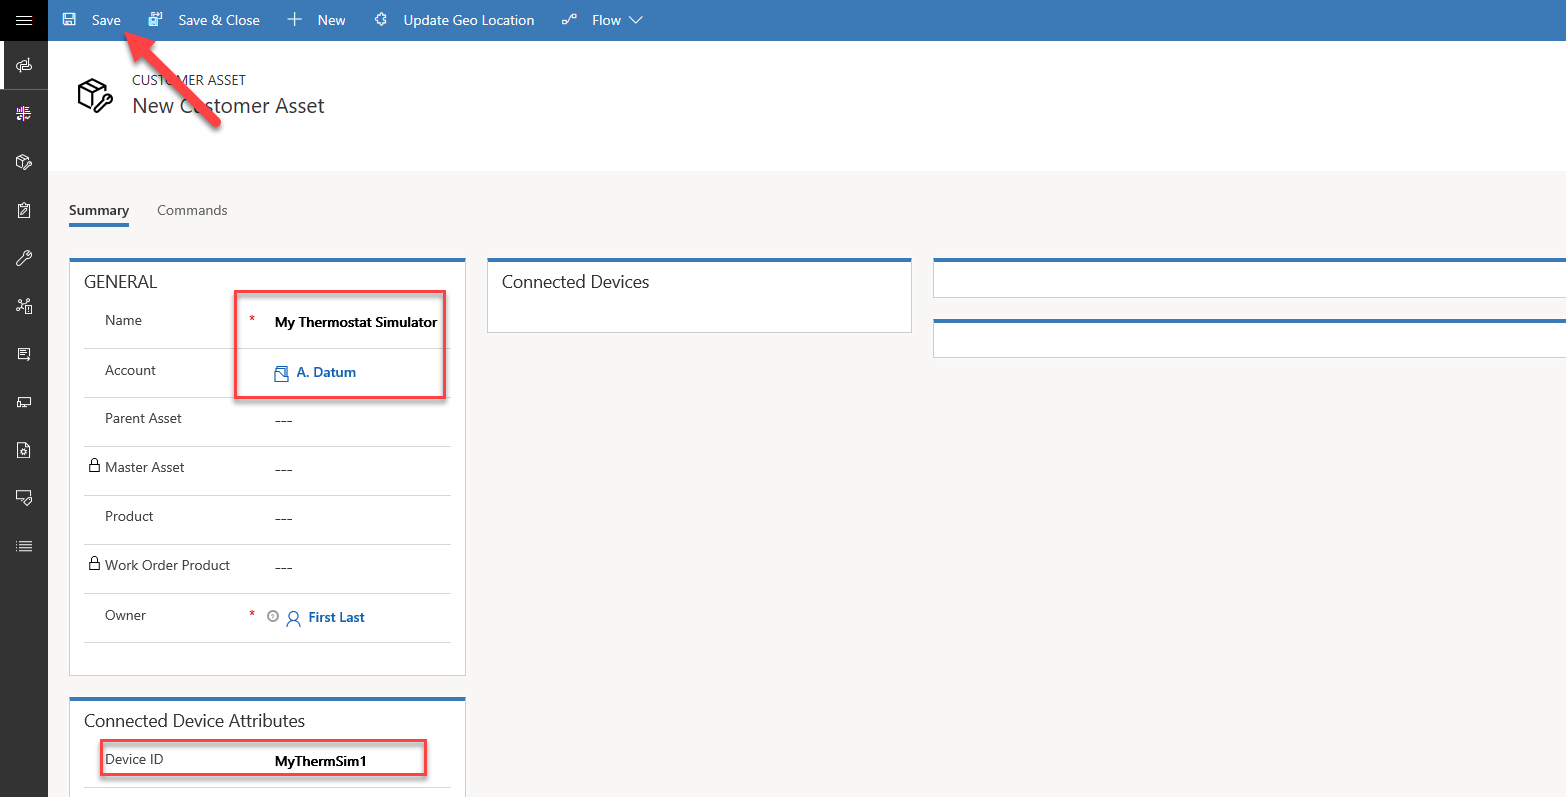 Save Save & Close New Update Geo Location Flow
CUSTOMER ASSET
New Customer Asset
Summary Commands
GENERAL
Name * My Thermostat Simulator
Account A. Datum
Parent Asset ---
Master Asset ---
Product ---
Work Order Product ---
Owner * First Last
Connected Devices
Connected Device Attributes
Device ID MyThermSim1